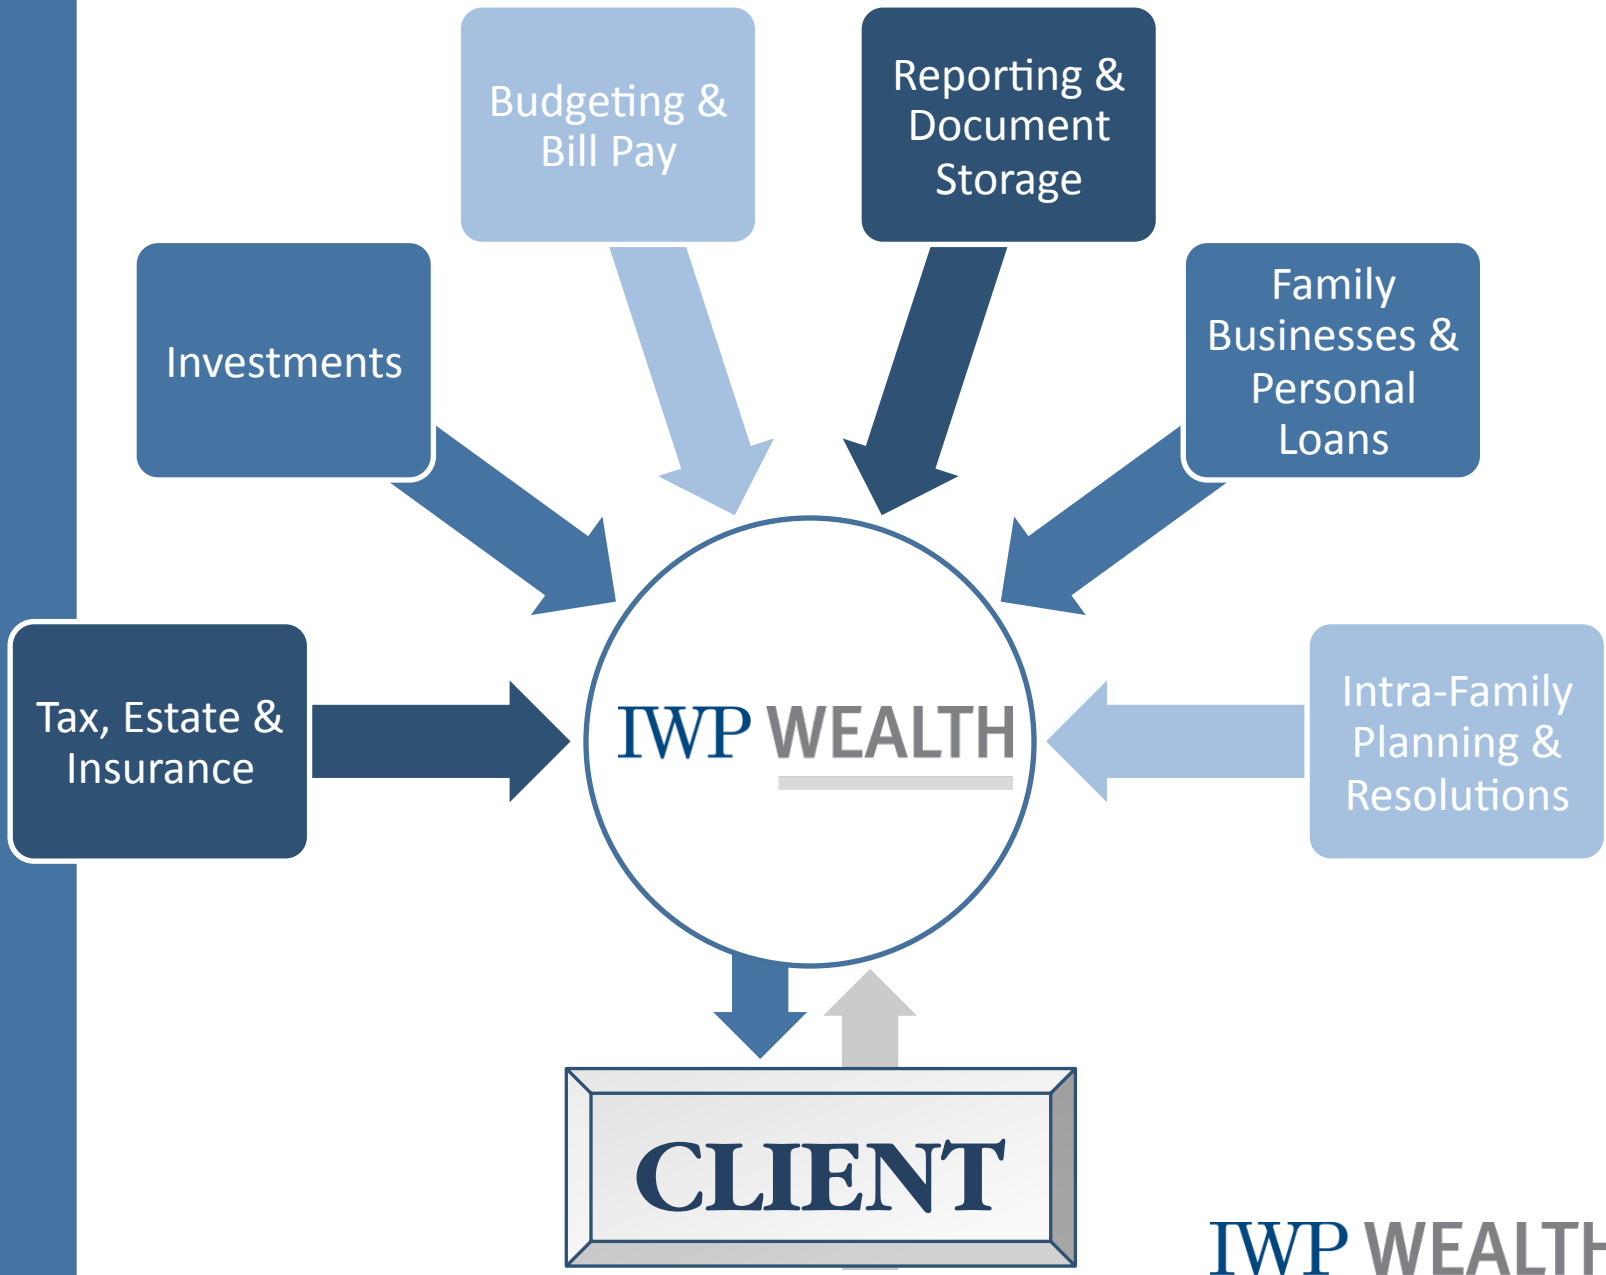 Budgeting &
Bill Pay
Reporting &
Document
Storage
Investments
Family
Businesses &
Personal
Loans
Tax, Estate &
Insurance
IWP WEALTH
Intra-Family
Planning &
Resolutions
CLIENT
IWP WEALTH